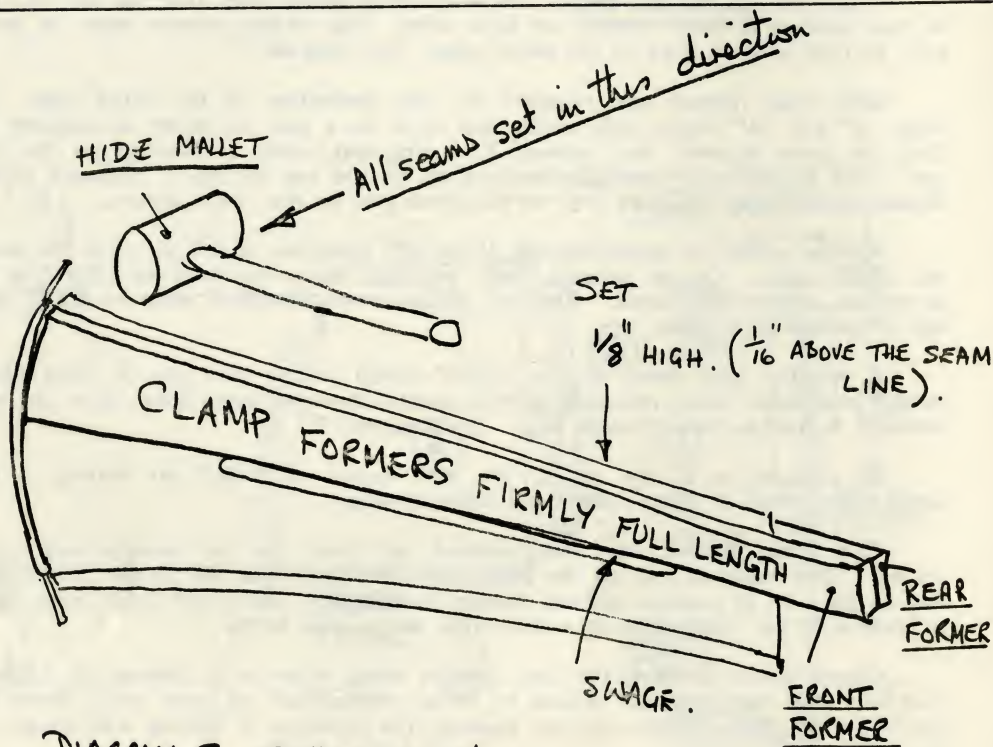 All seams set in this direction
HIDE MALLET
SET
1/8" HIGH. (1/16" ABOVE THE SEAM
LINE).
CLAMP FORMERS FIRMLY FULL LENGTH
REAR
FORMER
SWAGE.
FRONT
FORMER